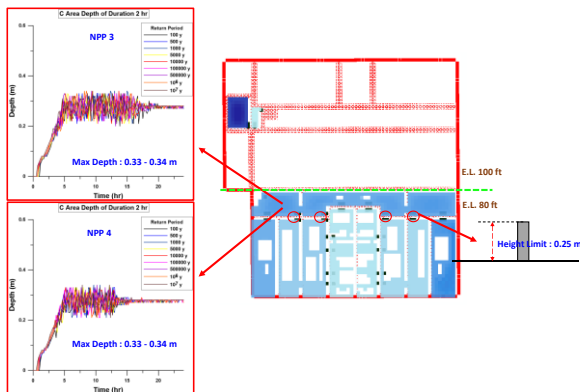 C Area Depth of Duration 2 hr
NPP 3
Return Period
100 y
500 y
1000 y
5000 y
10000 y
100000 y
500000 y
10⁶ y
10⁷ y
0.6
0.4
0.2
0
Depth (m)
Max Depth : 0.33 - 0.34 m
0 5 10 15 20
Time (hr)
C Area Depth of Duration 2 hr
NPP 4
Return Period
100 y
500 y
1000 y
5000 y
10000 y
100000 y
500000 y
10⁶ y
10⁷ y
0.6
0.4
0.2
0
Depth (m)
Max Depth : 0.33 - 0.34 m
0 5 10 15 20
Time (hr)
E.L. 100 ft
E.L. 80 ft
Height Limit : 0.25 m